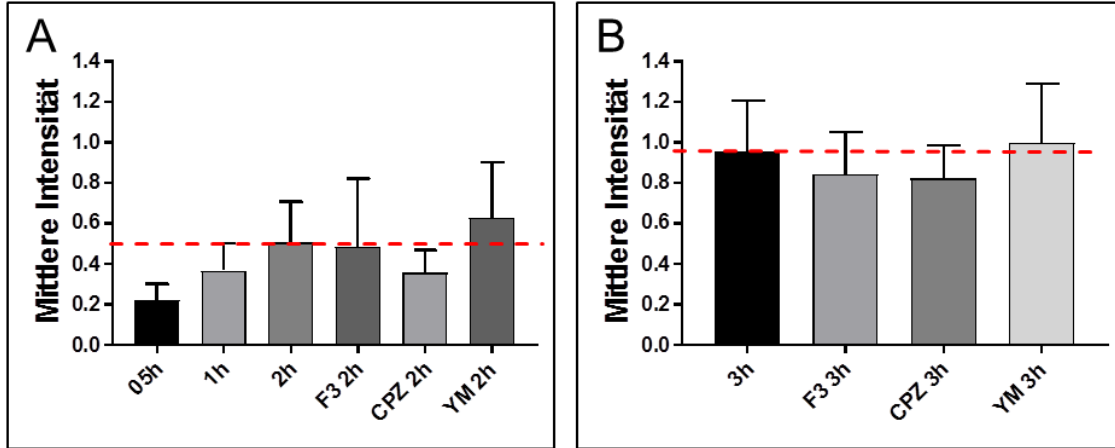 A
Mittlere Intensität
1.4
1.2
1.0
0.8
0.6
0.4
0.2
0.0
05h
1h
2h
F3 2h
CPZ 2h
YM 2h
B
Mittlere Intensität
1.4
1.2
1.0
0.8
0.6
0.4
0.2
0.0
3h
F3 3h
CPZ 3h
YM 3h